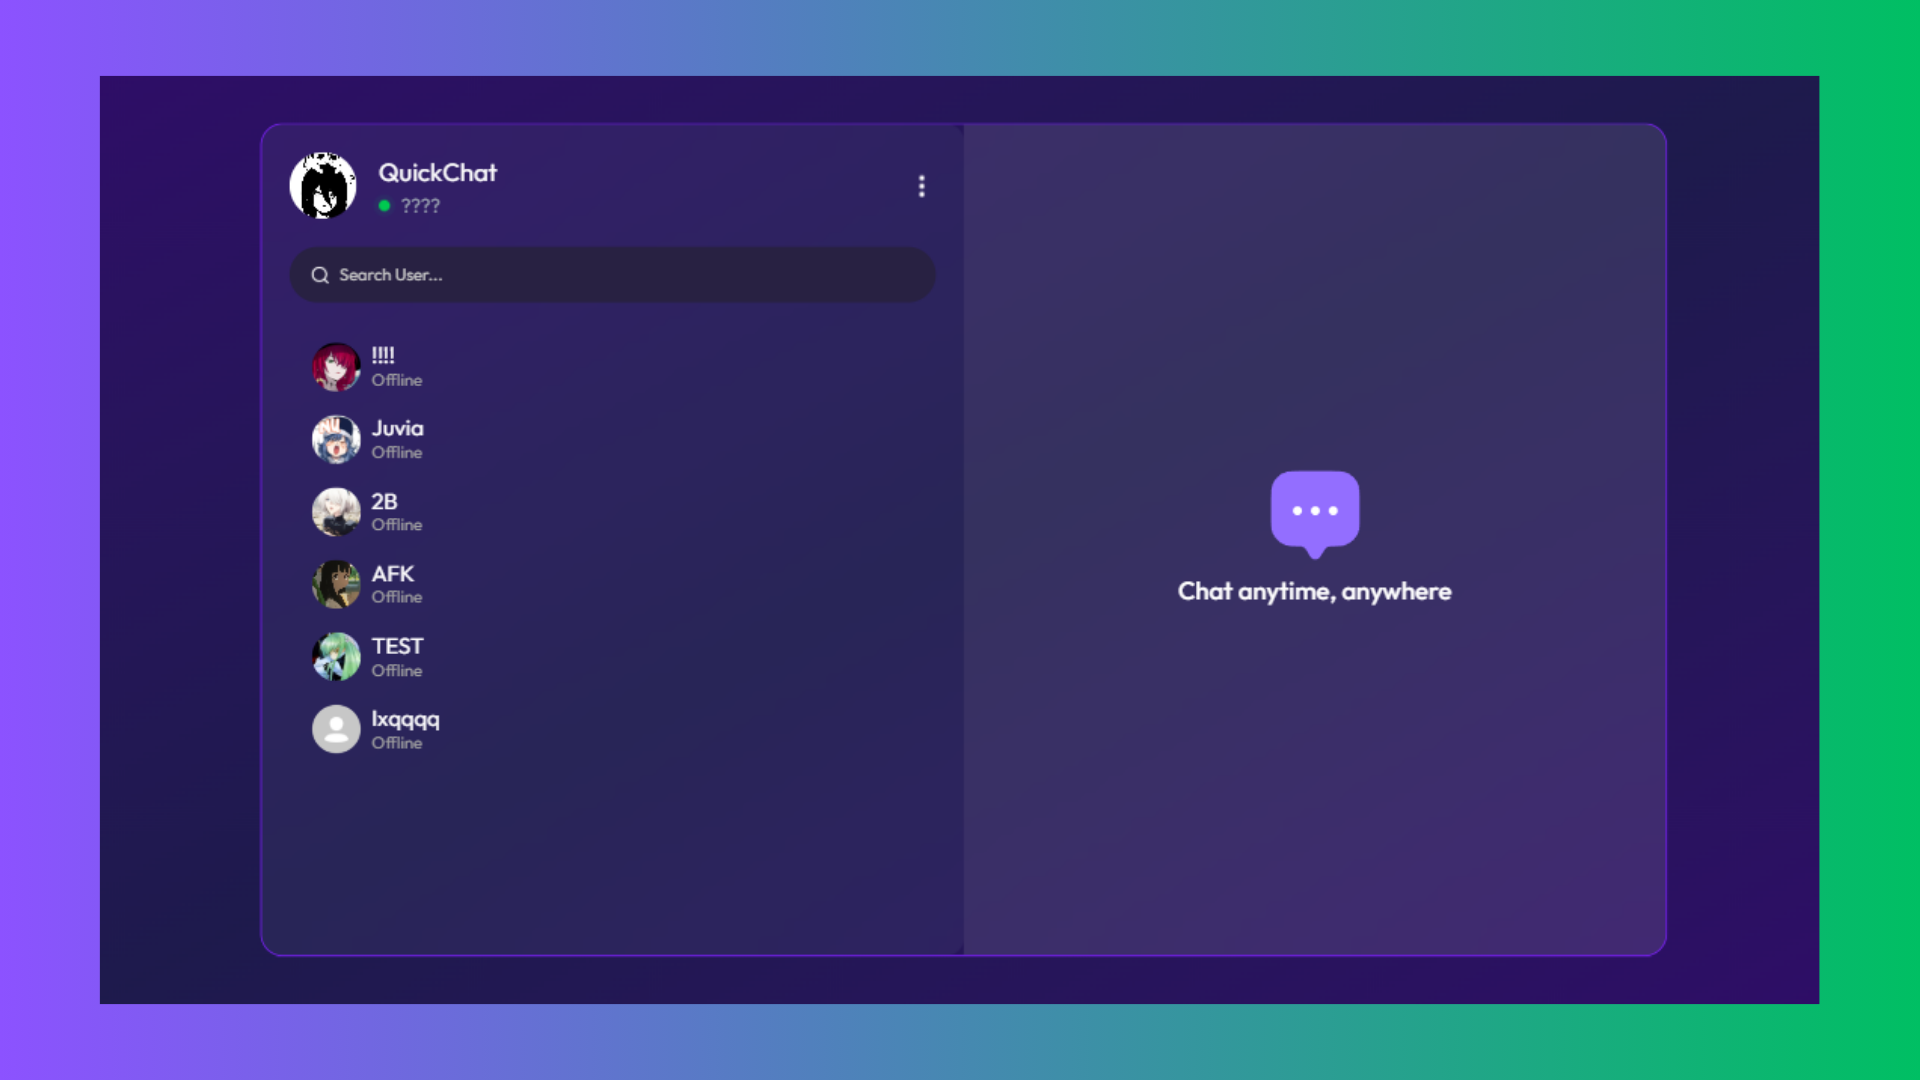 QuickChat
????
Search User...
!!!!
Offline
Juvia
Offline
2B
Offline
AFK
Offline
TEST
Offline
lxqqqq
Offline
Chat anytime, anywhere